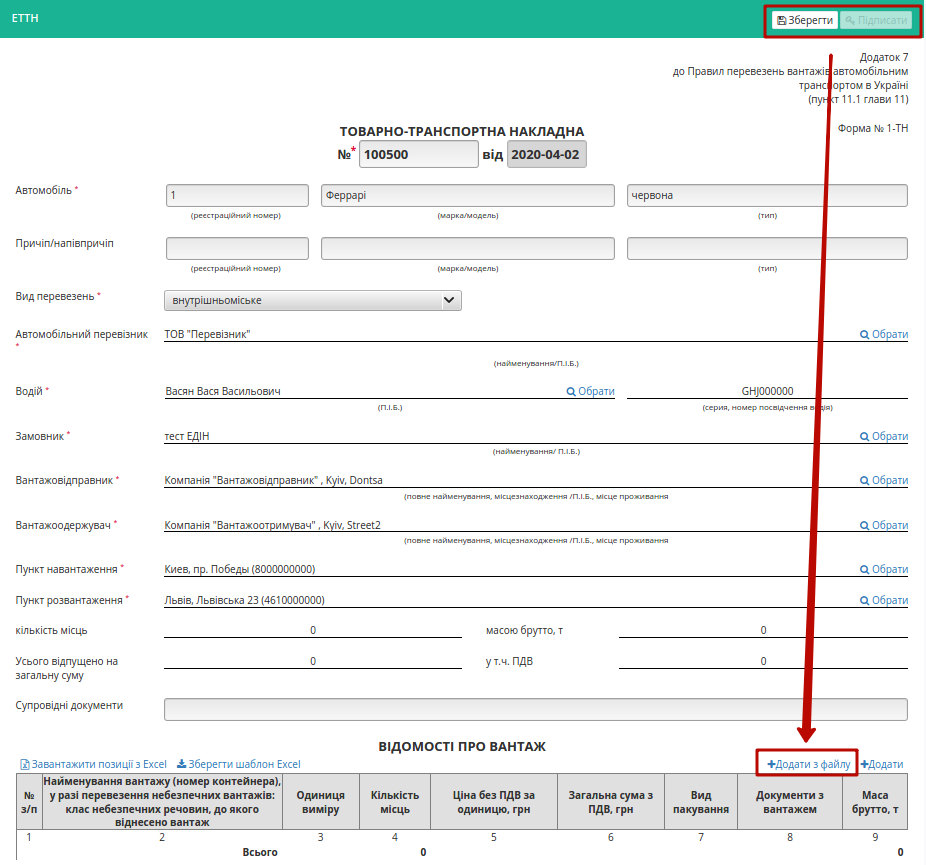 ЕТТН
Зберегти Підписати
Додаток 7
до Правил перевезень вантажів автомобільним
транспортом в Україні
(пункт 11.1 глави 11)
Форма № 1-ТН
ТОВАРНО-ТРАНСПОРТНА НАКЛАДНА
№* 100500 від 2020-04-02
Автомобіль * 1 Феррарі червона
(реєстраційний номер) (марка/модель) (тип)
Причіп/напівпричіп
(реєстраційний номер) (марка/модель) (тип)
Вид перевезень * внутрішньоміське
Автомобільний перевізник * ТОВ "Перевізник" Обрати
(найменування/П.І.Б.)
Водій * Васян Вася Васильович Обрати GHJ000000
(П.І.Б.) (серия, номер посвідчення водія)
Замовник * тест ЕДІН Обрати
(найменування/ П.І.Б.)
Вантажовідправник * Компанія "Вантажовідправник" , Kyiv, Dontsa Обрати
(повне найменування, місцезнаходження /П.І.Б., місце проживання
Вантажоодержувач * Компанія "Вантажоотримувач" , Kyiv, Street2 Обрати
(повне найменування, місцезнаходження /П.І.Б., місце проживання
Пункт навантаження * Киев, пр. Победы (8000000000) Обрати
Пункт розвантаження * Львів, Львівська 23 (4610000000) Обрати
кількість місць 0 масою брутто, т 0
Усього відпущено на 0 у т.ч. ПДВ 0
загальну суму
Супровідні документи
ВІДОМОСТІ ПРО ВАНТАЖ
Завантажити позиції з Excel Зберегти шаблон Excel +Додати з файлу +Додати
№ з/п Найменування вантажу (номер контейнера), у разі перевезення небезпечних вантажів: клас небезпечних речовин, до якого віднесено вантаж Одиниця виміру Кількість місць Ціна без ПДВ за одиницю, грн Загальна сума з ПДВ, грн Вид пакування Документи з вантажем Маса брутто, т
1 2 3 4 5 6 7 8 9
Всього 0 0